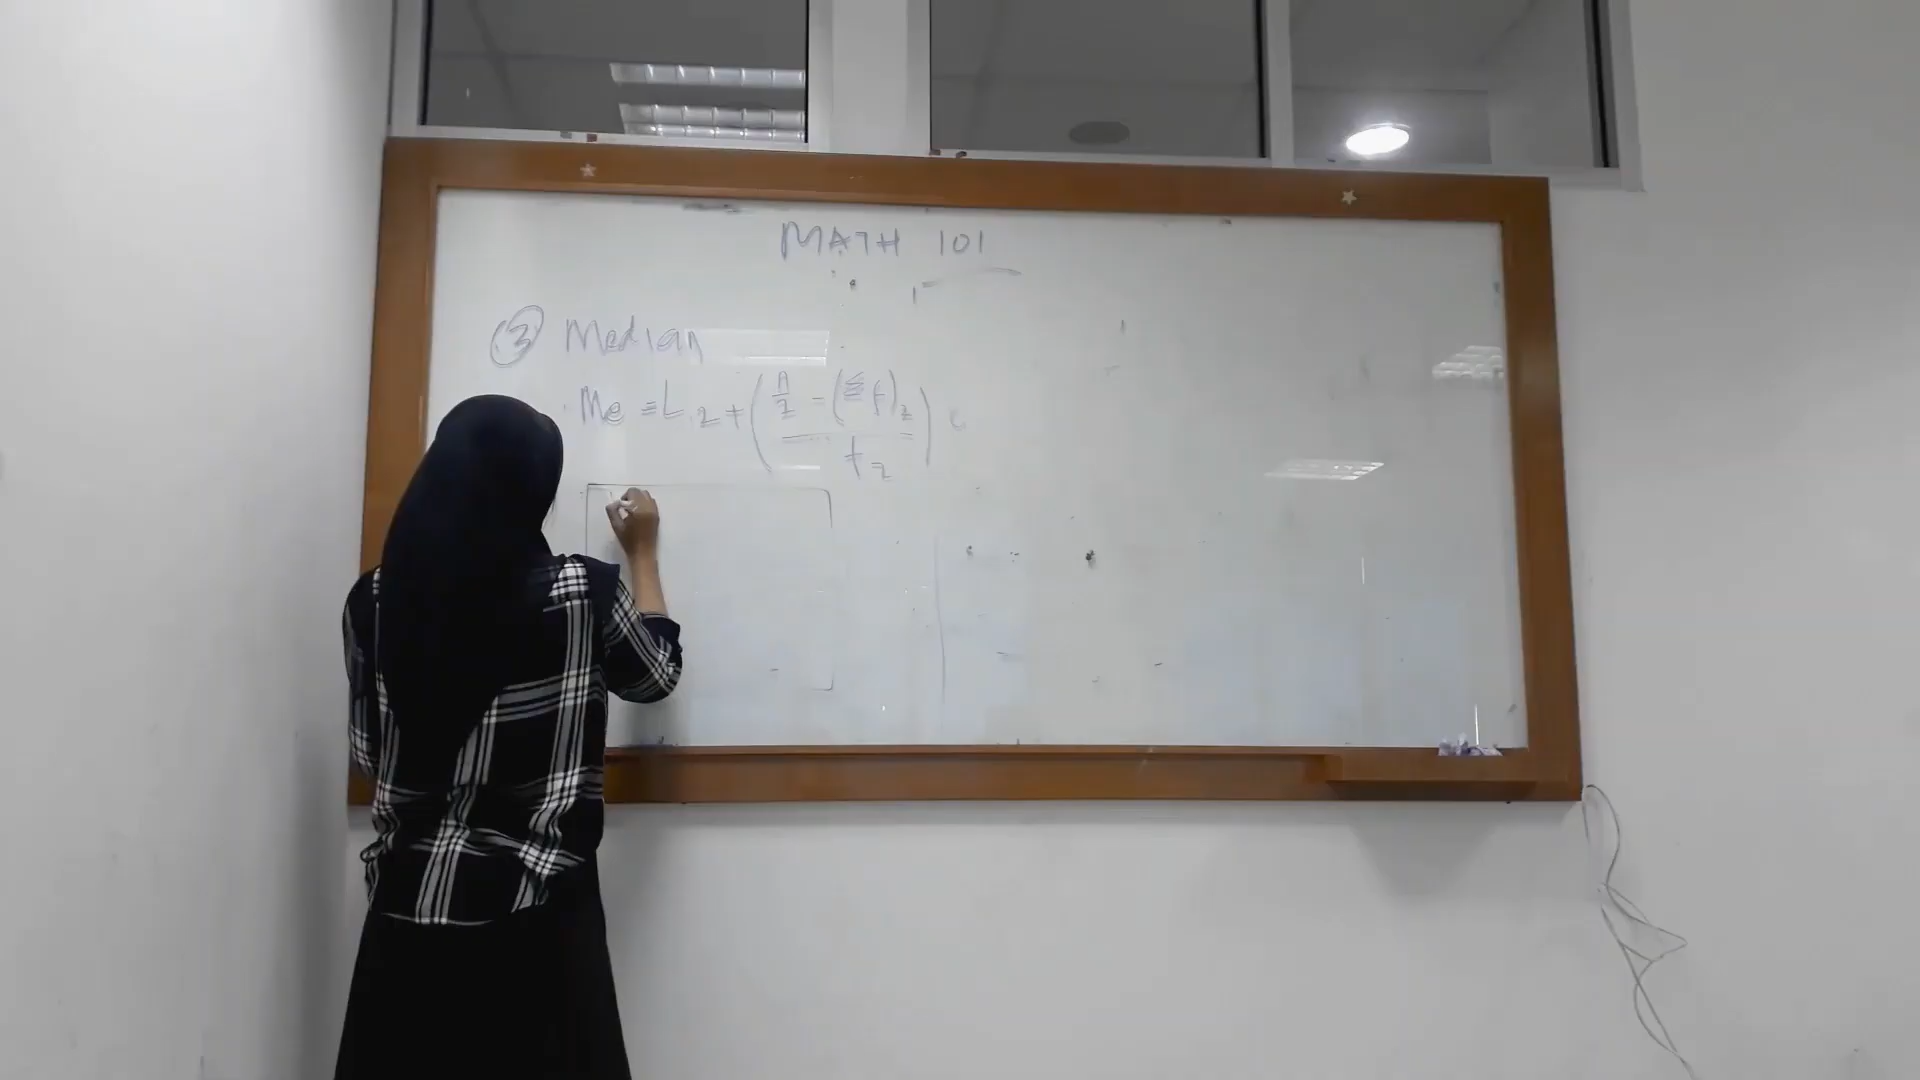 MATH 101
(3) Median
Me = L2 + ( n/2 - (Σf)2 / f2 ) c